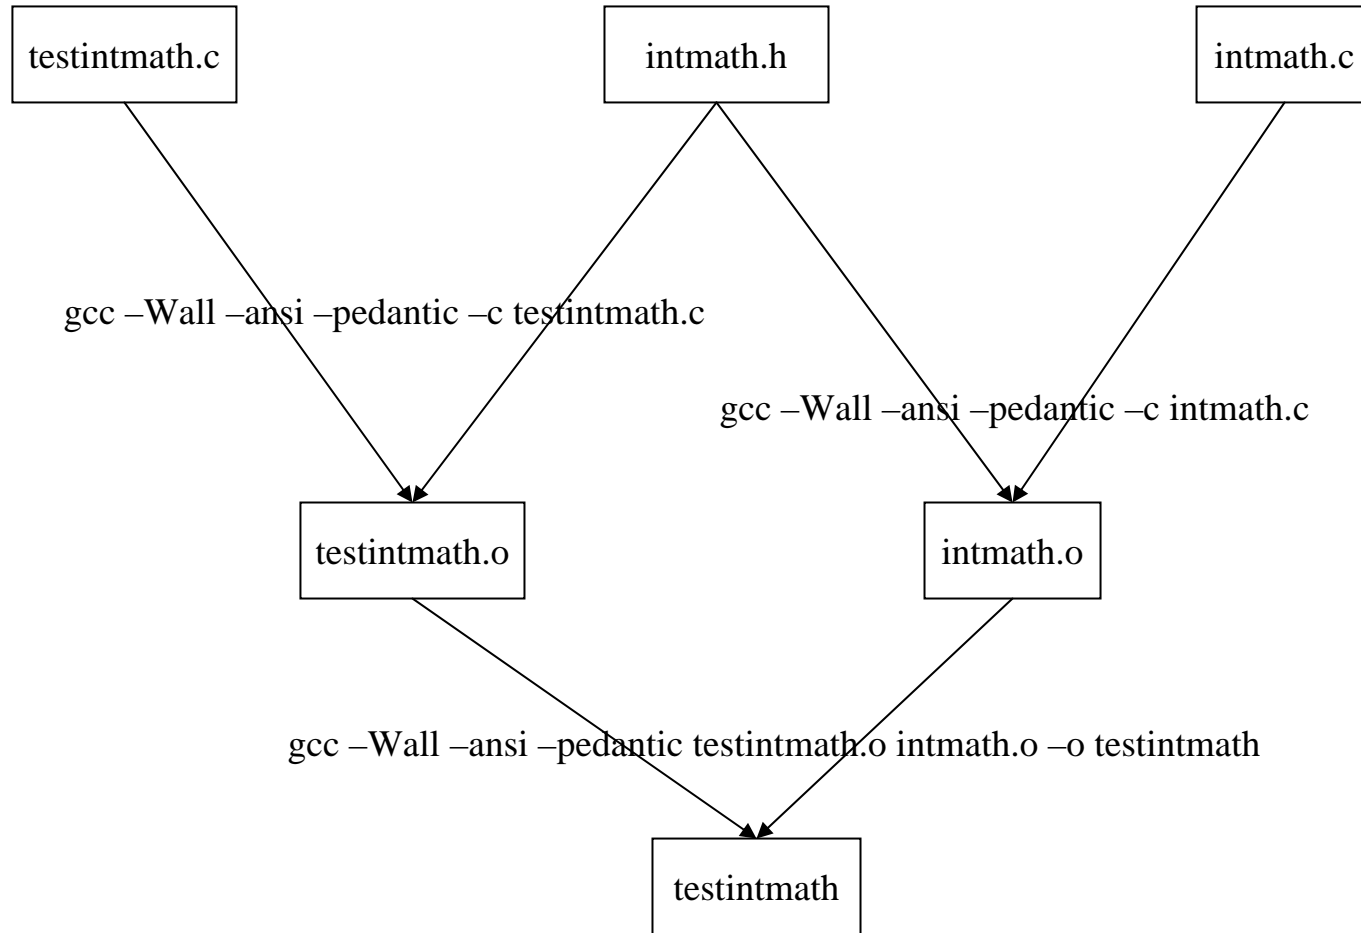 testintmath.c
intmath.h
intmath.c
gcc –Wall –ansi –pedantic –c testintmath.c
gcc –Wall –ansi –pedantic –c intmath.c
testintmath.o
intmath.o
gcc –Wall –ansi –pedantic testintmath.o intmath.o –o testintmath
testintmath